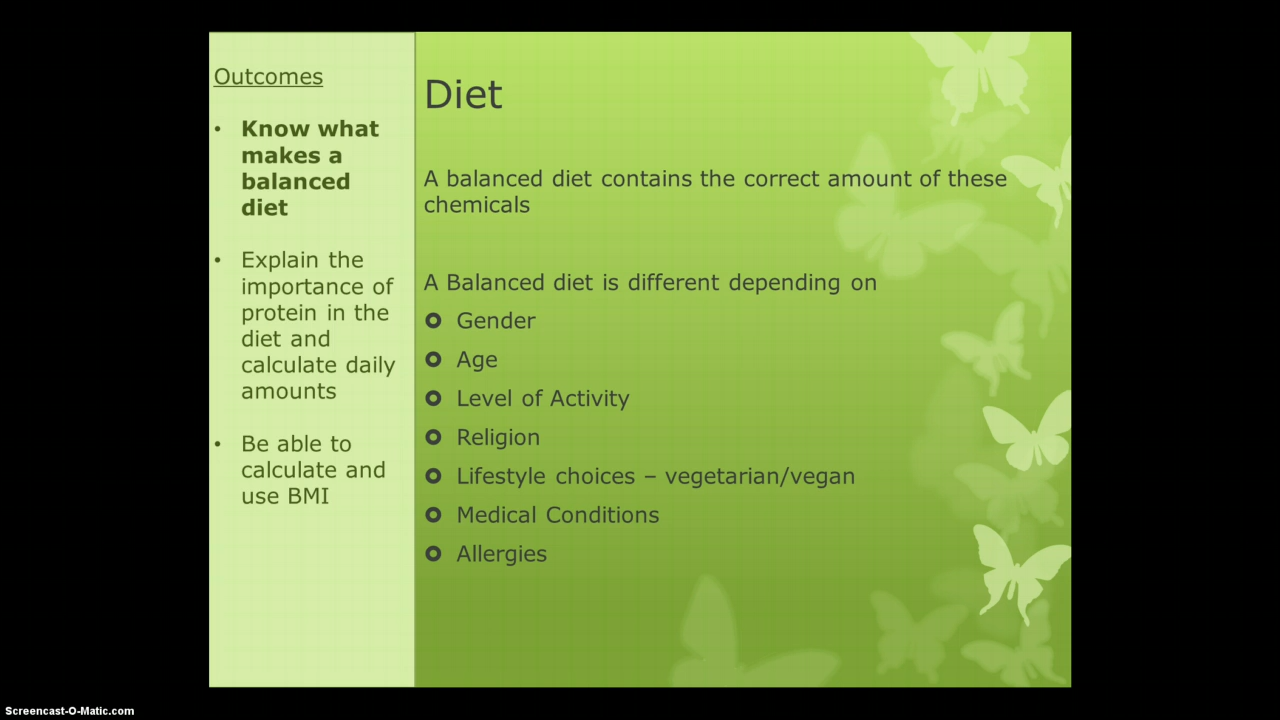 Outcomes
• Know what
makes a
balanced
diet
• Explain the
importance of
protein in the
diet and
calculate daily
amounts
• Be able to
calculate and
use BMI
Diet
A balanced diet contains the correct amount of these
chemicals
A Balanced diet is different depending on
Gender
Age
Level of Activity
Religion
Lifestyle choices – vegetarian/vegan
Medical Conditions
Allergies
Screencast-O-Matic.com